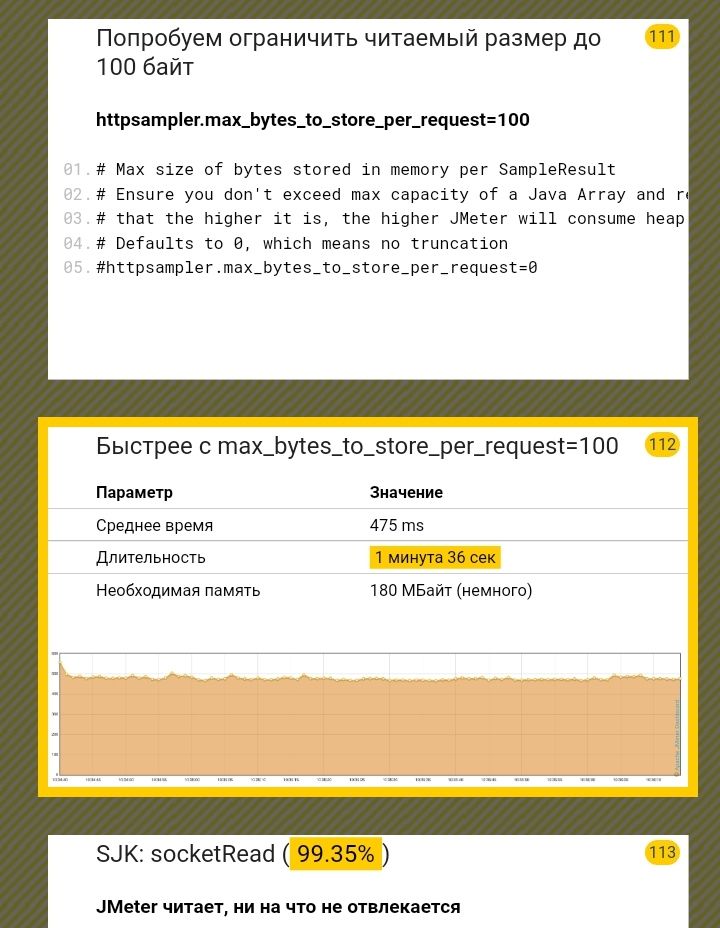 Попробуем ограничить читаемый размер до
111
100 байт
httpsampler.max_bytes_to_store_per_request=100
01. # Max size of bytes stored in memory per SampleResult
02. # Ensure you don't exceed max capacity of a Java Array and re
03. # that the higher it is, the higher JMeter will consume heap
04. # Defaults to 0, which means no truncation
05. #httpsampler.max_bytes_to_store_per_request=0
Быстрее с max_bytes_to_store_per_request=100
112
Параметр Значение
Среднее время 475 ms
Длительность 1 минута 36 сек
Необходимая память 180 МБайт (немного)
SJK: socketRead ( 99.35% )
113
JMeter читает, ни на что не отвлекается